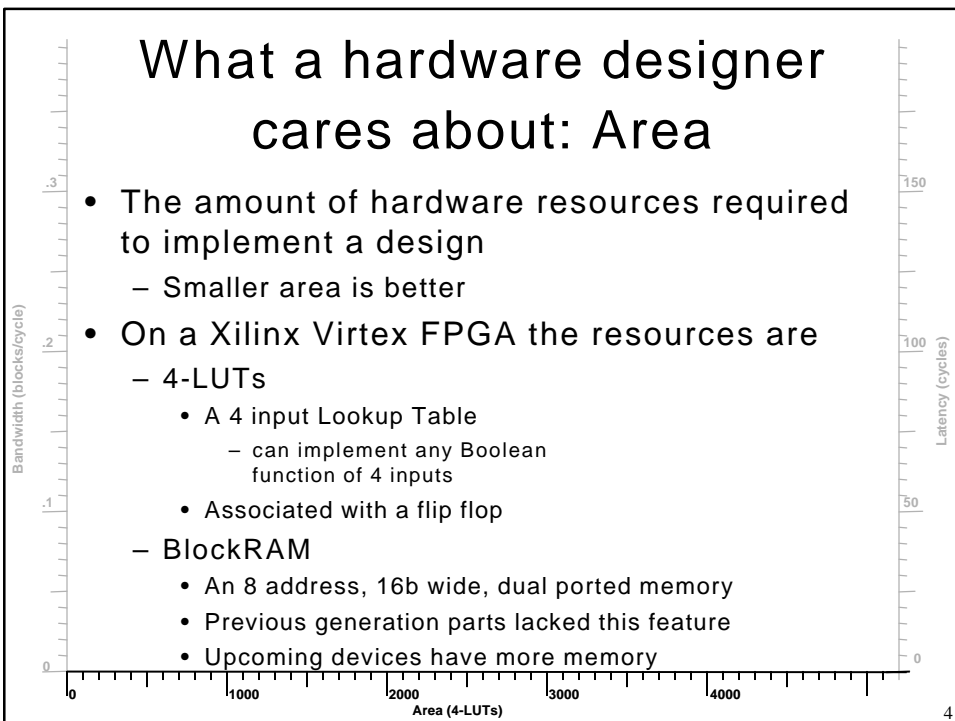 What a hardware designer
cares about: Area
• The amount of hardware resources required
to implement a design
– Smaller area is better
• On a Xilinx Virtex FPGA the resources are
– 4-LUTs
• A 4 input Lookup Table
– can implement any Boolean
function of 4 inputs
• Associated with a flip flop
– BlockRAM
• An 8 address, 16b wide, dual ported memory
• Previous generation parts lacked this feature
• Upcoming devices have more memory
Bandwidth (blocks/cycle)
.3
.2
.1
0
150
100
50
0
Latency (cycles)
0 1000 2000 3000 4000
Area (4-LUTs)
4